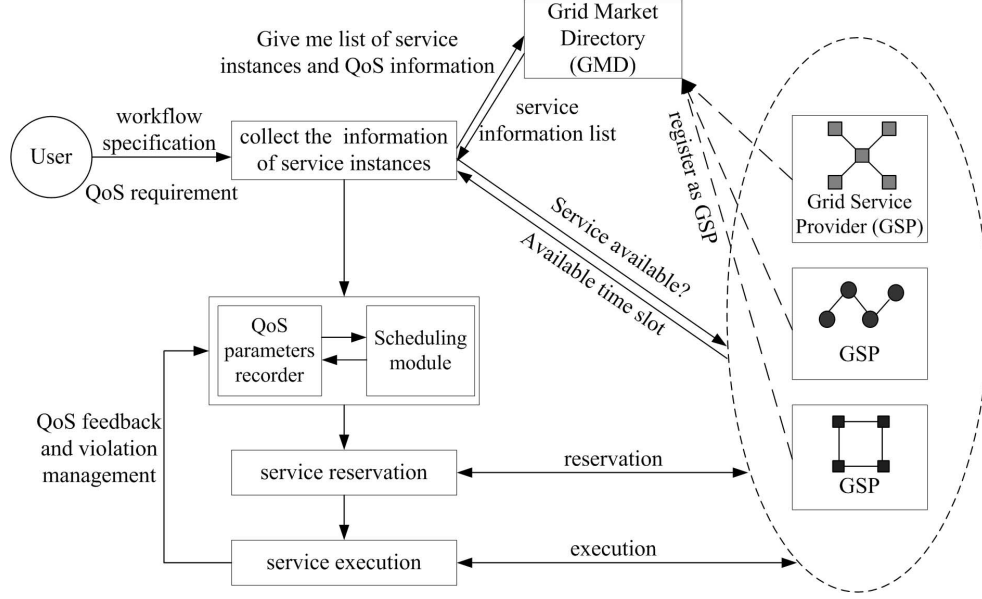 Grid Market
Directory
(GMD)
Give me list of service
instances and QoS information
service
information list
register as GSP
User
workflow
specification
QoS requirement
collect the information
of service instances
Grid Service
Provider (GSP)
Service available?
Available time slot
GSP
QoS
parameters
recorder
Scheduling
module
QoS feedback
and violation
management
service reservation
reservation
GSP
service execution
execution